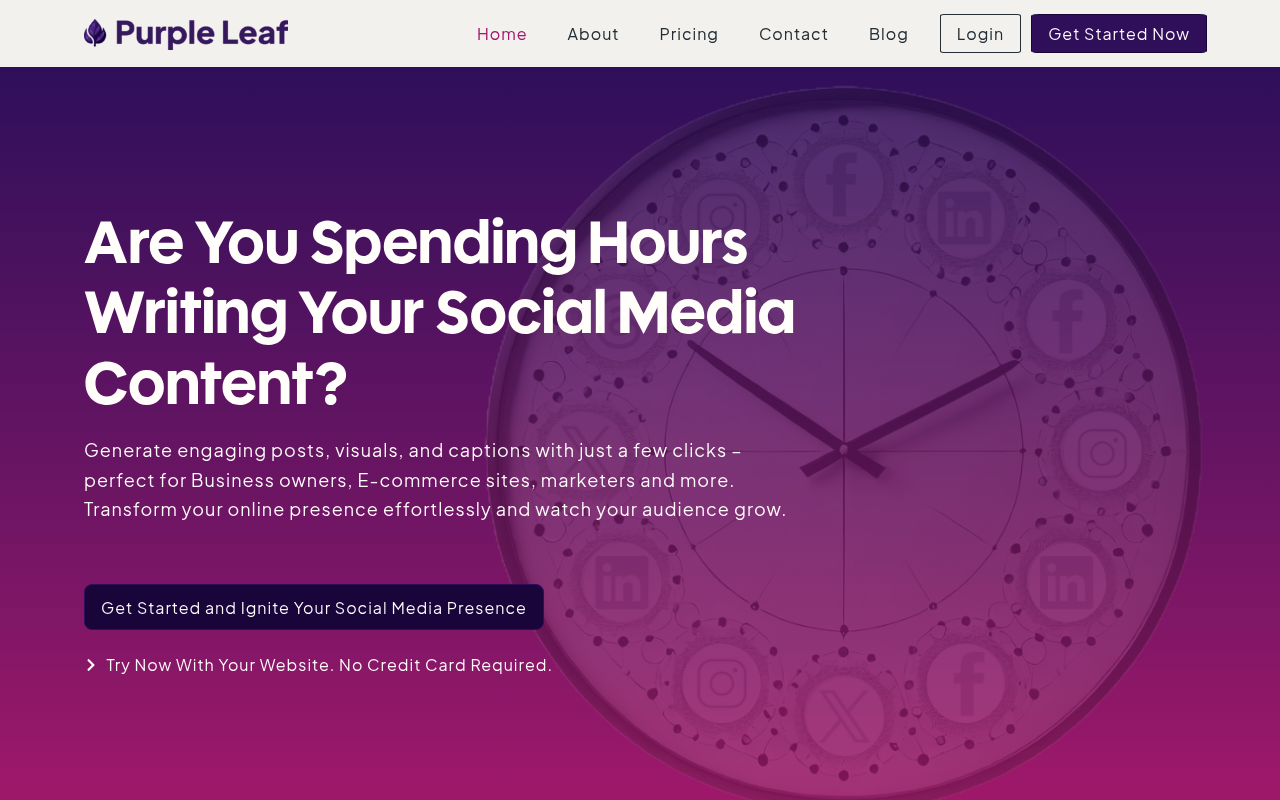 Purple Leaf
Home About Pricing Contact Blog Login Get Started Now
Are You Spending Hours
Writing Your Social Media
Content?
Generate engaging posts, visuals, and captions with just a few clicks –
perfect for Business owners, E-commerce sites, marketers and more.
Transform your online presence effortlessly and watch your audience grow.
Get Started and Ignite Your Social Media Presence
Try Now With Your Website. No Credit Card Required.